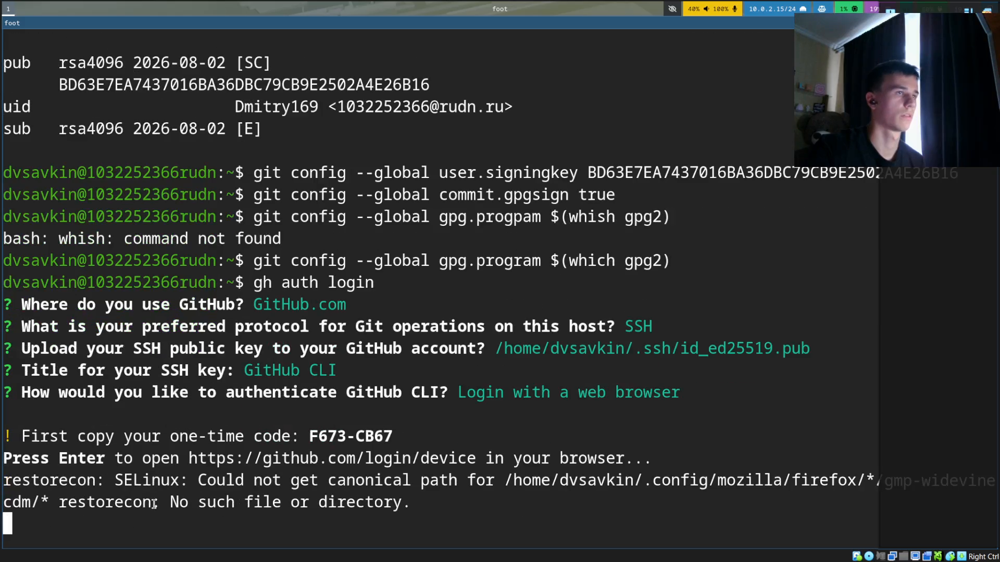 1
foot
40% 100%
10.0.2.15/24
1%
19
foot
pub rsa4096 2026-08-02 [SC]
BD63E7EA7437016BA36DBC79CB9E2502A4E26B16
uid Dmitry169 <1032252366@rudn.ru>
sub rsa4096 2026-08-02 [E]
dvsavkin@1032252366rudn:~$ git config --global user.signingkey BD63E7EA7437016BA36DBC79CB9E2502A4E26B16
dvsavkin@1032252366rudn:~$ git config --global commit.gpgsign true
dvsavkin@1032252366rudn:~$ git config --global gpg.progpam $(whish gpg2)
bash: whish: command not found
dvsavkin@1032252366rudn:~$ git config --global gpg.program $(which gpg2)
dvsavkin@1032252366rudn:~$ gh auth login
? Where do you use GitHub? GitHub.com
? What is your preferred protocol for Git operations on this host? SSH
? Upload your SSH public key to your GitHub account? /home/dvsavkin/.ssh/id_ed25519.pub
? Title for your SSH key: GitHub CLI
? How would you like to authenticate GitHub CLI? Login with a web browser
! First copy your one-time code: F673-CB67
Press Enter to open https://github.com/login/device in your browser...
restorecon: SELinux: Could not get canonical path for /home/dvsavkin/.config/mozilla/firefox/*/gmp-widevine
cdm/* restorecon: No such file or directory.
Right Ctrl